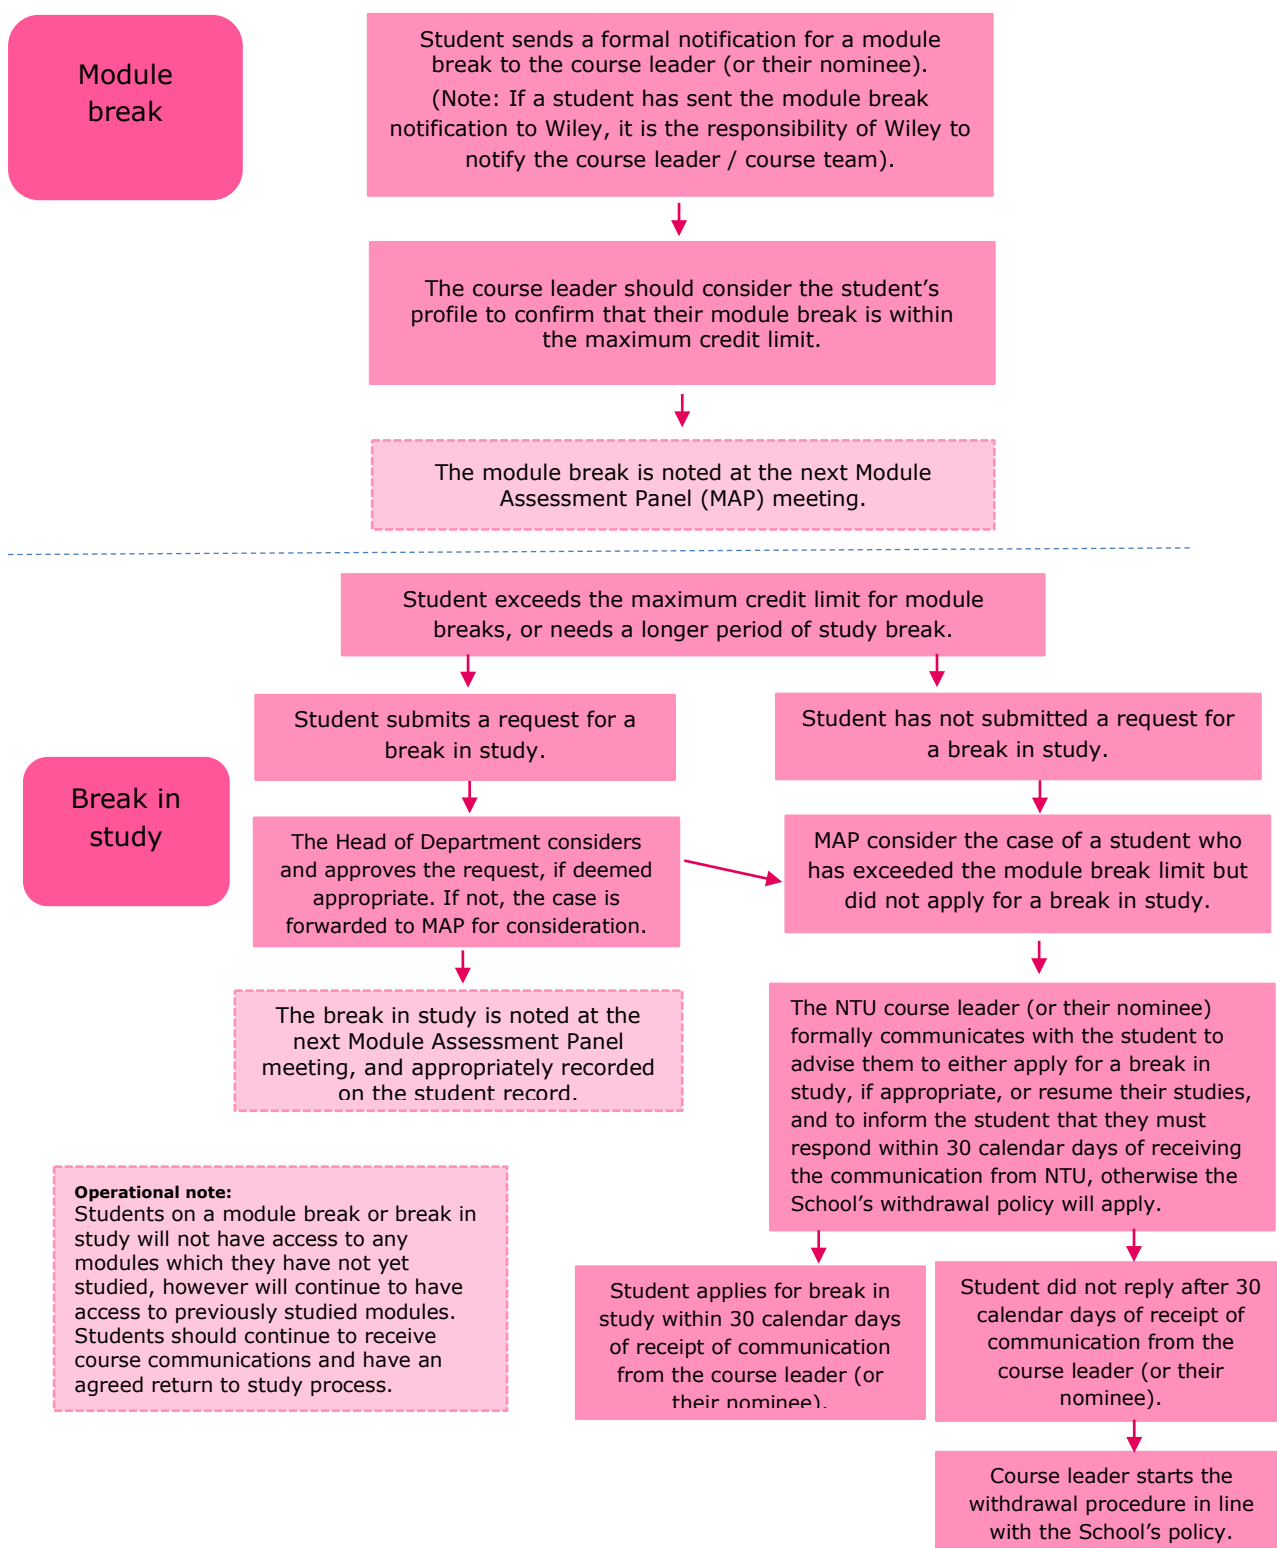 Module
break
Student sends a formal notification for a module
break to the course leader (or their nominee).
(Note: If a student has sent the module break
notification to Wiley, it is the responsibility of Wiley to
notify the course leader / course team).
The course leader should consider the student’s
profile to confirm that their module break is within
the maximum credit limit.
The module break is noted at the next Module
Assessment Panel (MAP) meeting.
Student exceeds the maximum credit limit for module
breaks, or needs a longer period of study break.
Break in
study
Student submits a request for a
break in study.
The Head of Department considers
and approves the request, if deemed
appropriate. If not, the case is
forwarded to MAP for consideration.
The break in study is noted at the
next Module Assessment Panel
meeting, and appropriately recorded
on the student record.
Student has not submitted a request for
a break in study.
MAP consider the case of a student who
has exceeded the module break limit but
did not apply for a break in study.
The NTU course leader (or their nominee)
formally communicates with the student to
advise them to either apply for a break in
study, if appropriate, or resume their studies,
and to inform the student that they must
respond within 30 calendar days of receiving
the communication from NTU, otherwise the
School’s withdrawal policy will apply.
Operational note:
Students on a module break or break in
study will not have access to any
modules which they have not yet
studied, however will continue to have
access to previously studied modules.
Students should continue to receive
course communications and have an
agreed return to study process.
Student applies for break in
study within 30 calendar days
of receipt of communication
from the course leader (or
their nominee).
Student did not reply after 30
calendar days of receipt of
communication from the
course leader (or their
nominee).
Course leader starts the
withdrawal procedure in line
with the School’s policy.